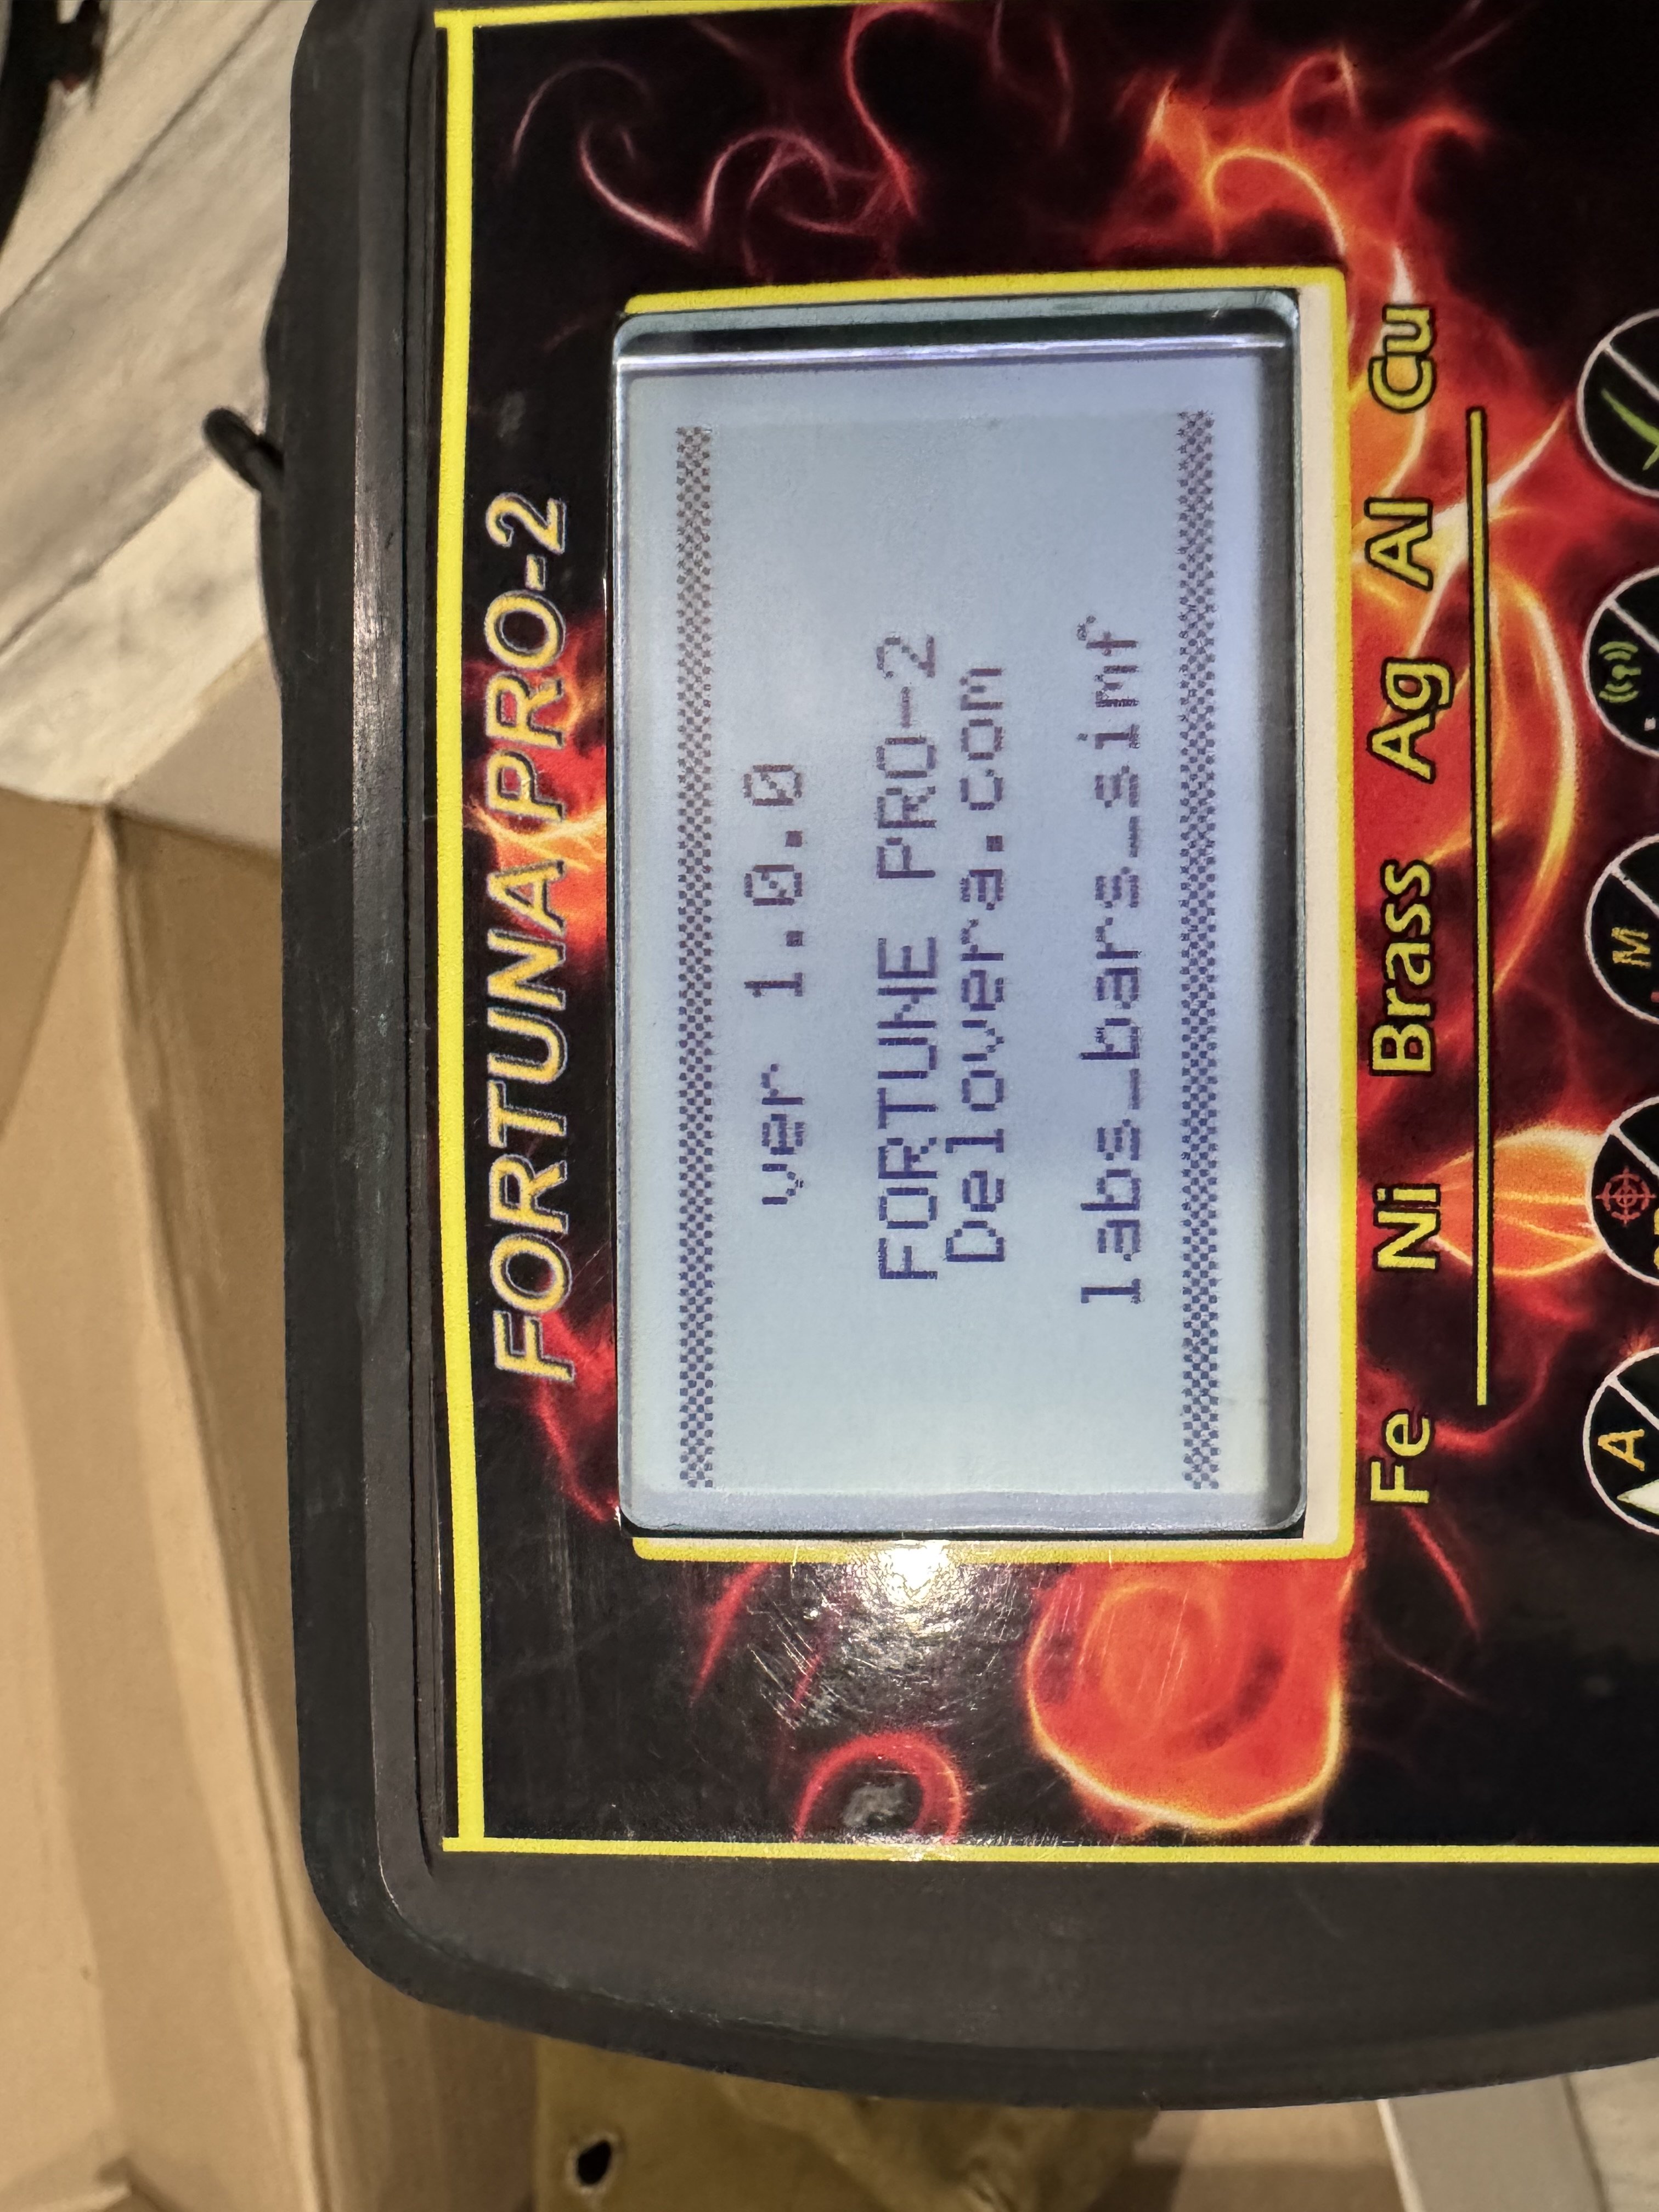 FORTUNA PRO-2
ver 1.0.0
FORTUNE PRO-2
Delovera.com
labs_bars_simf
Fe Ni Brass Ag Al Cu
A
M